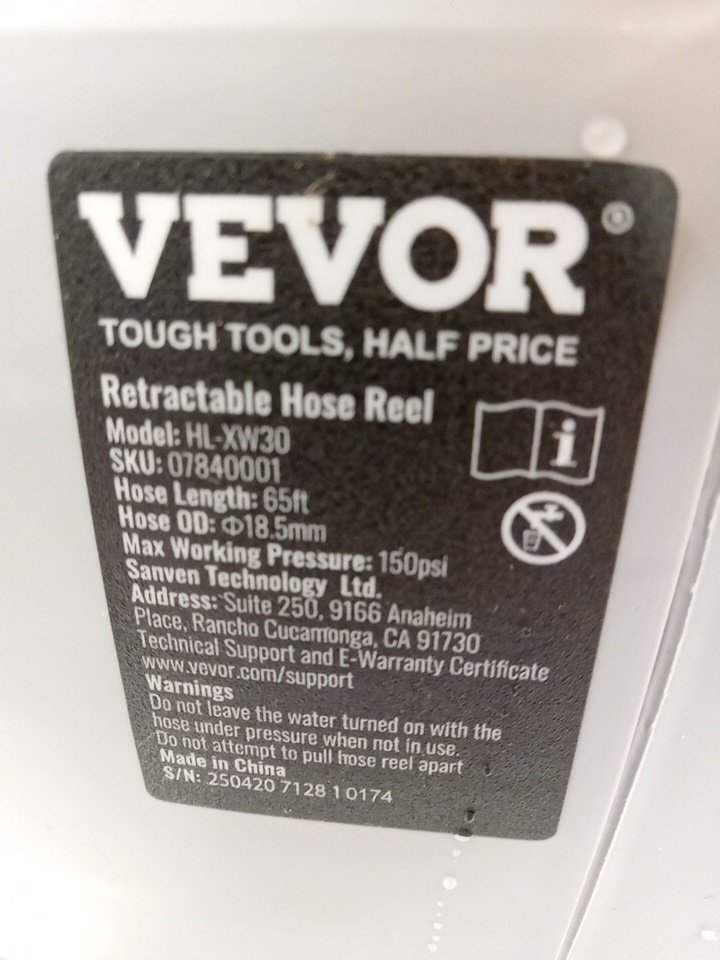 VEVOR®
TOUGH TOOLS, HALF PRICE
Retractable Hose Reel
Model: HL-XW30
SKU: 07840001
Hose Length: 65ft
Hose OD: Φ18.5mm
Max Working Pressure: 150psi
Sanven Technology Ltd.
Address: Suite 250, 9166 Anaheim
Place, Rancho Cucamonga, CA 91730
Technical Support and E-Warranty Certificate
www.vevor.com/support
Warnings
Do not leave the water turned on with the
hose under pressure when not in use.
Do not attempt to pull hose reel apart
Made in China
S/N: 250420 7128 1 0174